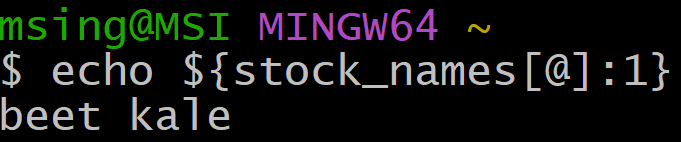 msing@MSI MINGW64 ~
$ echo ${stock_names[@]:1}
beet kale